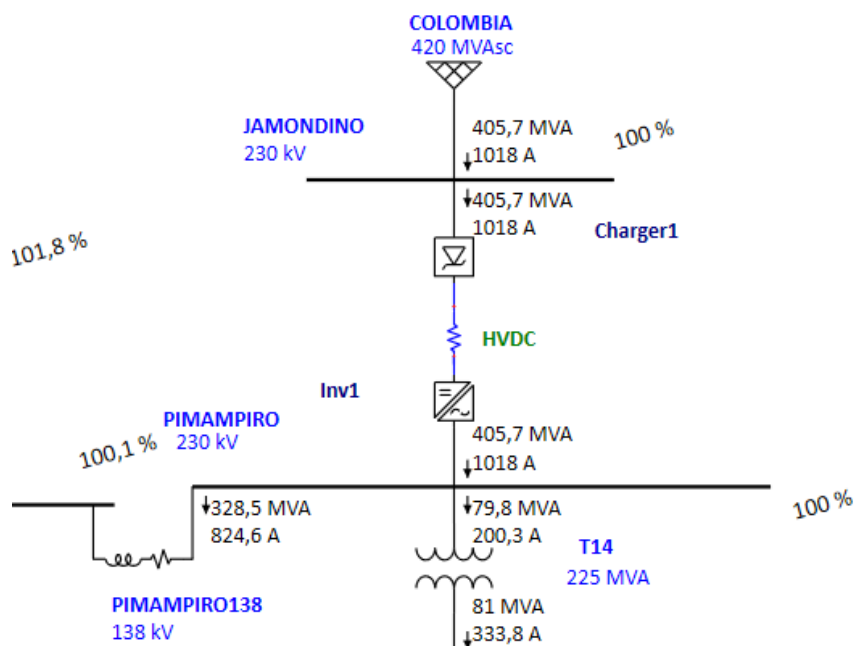 COLOMBIA
420 MVAsc
JAMONDINO
230 kV
405,7 MVA
1018 A
100 %
405,7 MVA
1018 A
Charger1
101,8 %
HVDC
Inv1
PIMAMPIRO
230 kV
405,7 MVA
1018 A
100,1 %
328,5 MVA
824,6 A
79,8 MVA
200,3 A
100 %
T14
225 MVA
PIMAMPIRO138
138 kV
81 MVA
333,8 A